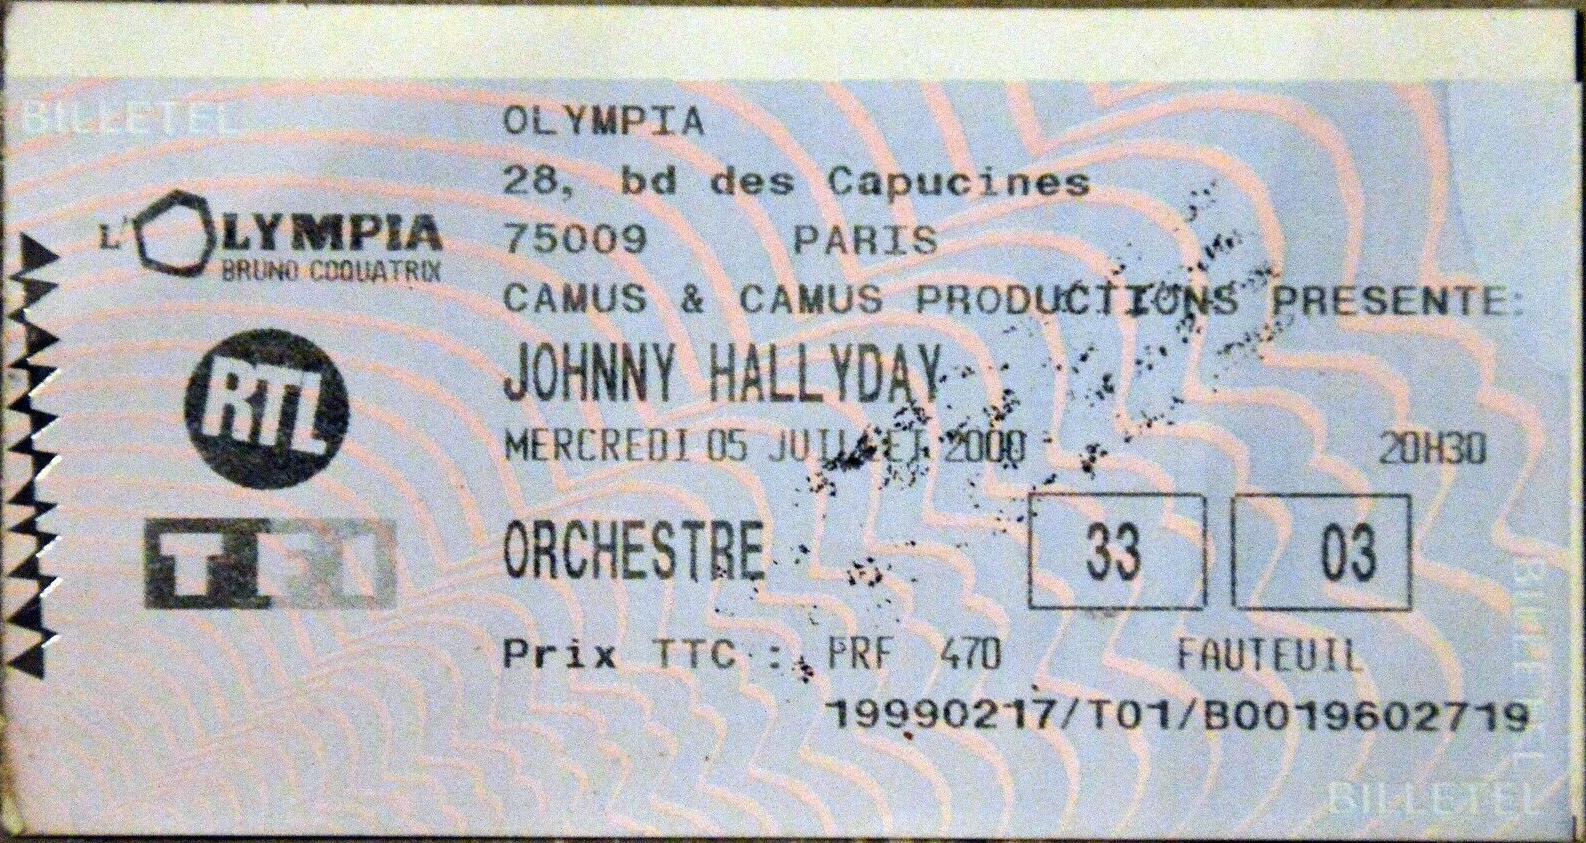 BILLETEL
OLYMPIA
28, bd des Capucines
75009 PARIS
L'OLYMPIA
BRUNO COQUATRIX
CAMUS & CAMUS PRODUCTIONS PRESENTE:
RTL
JOHNNY HALLYDAY
MERCREDI 05 JUILLET 2000 20H30
TF1
ORCHESTRE 33 03
Prix TTC : PRF 470 FAUTEUIL
19990217/T01/B0019602719
BILLETEL
BILLETEL